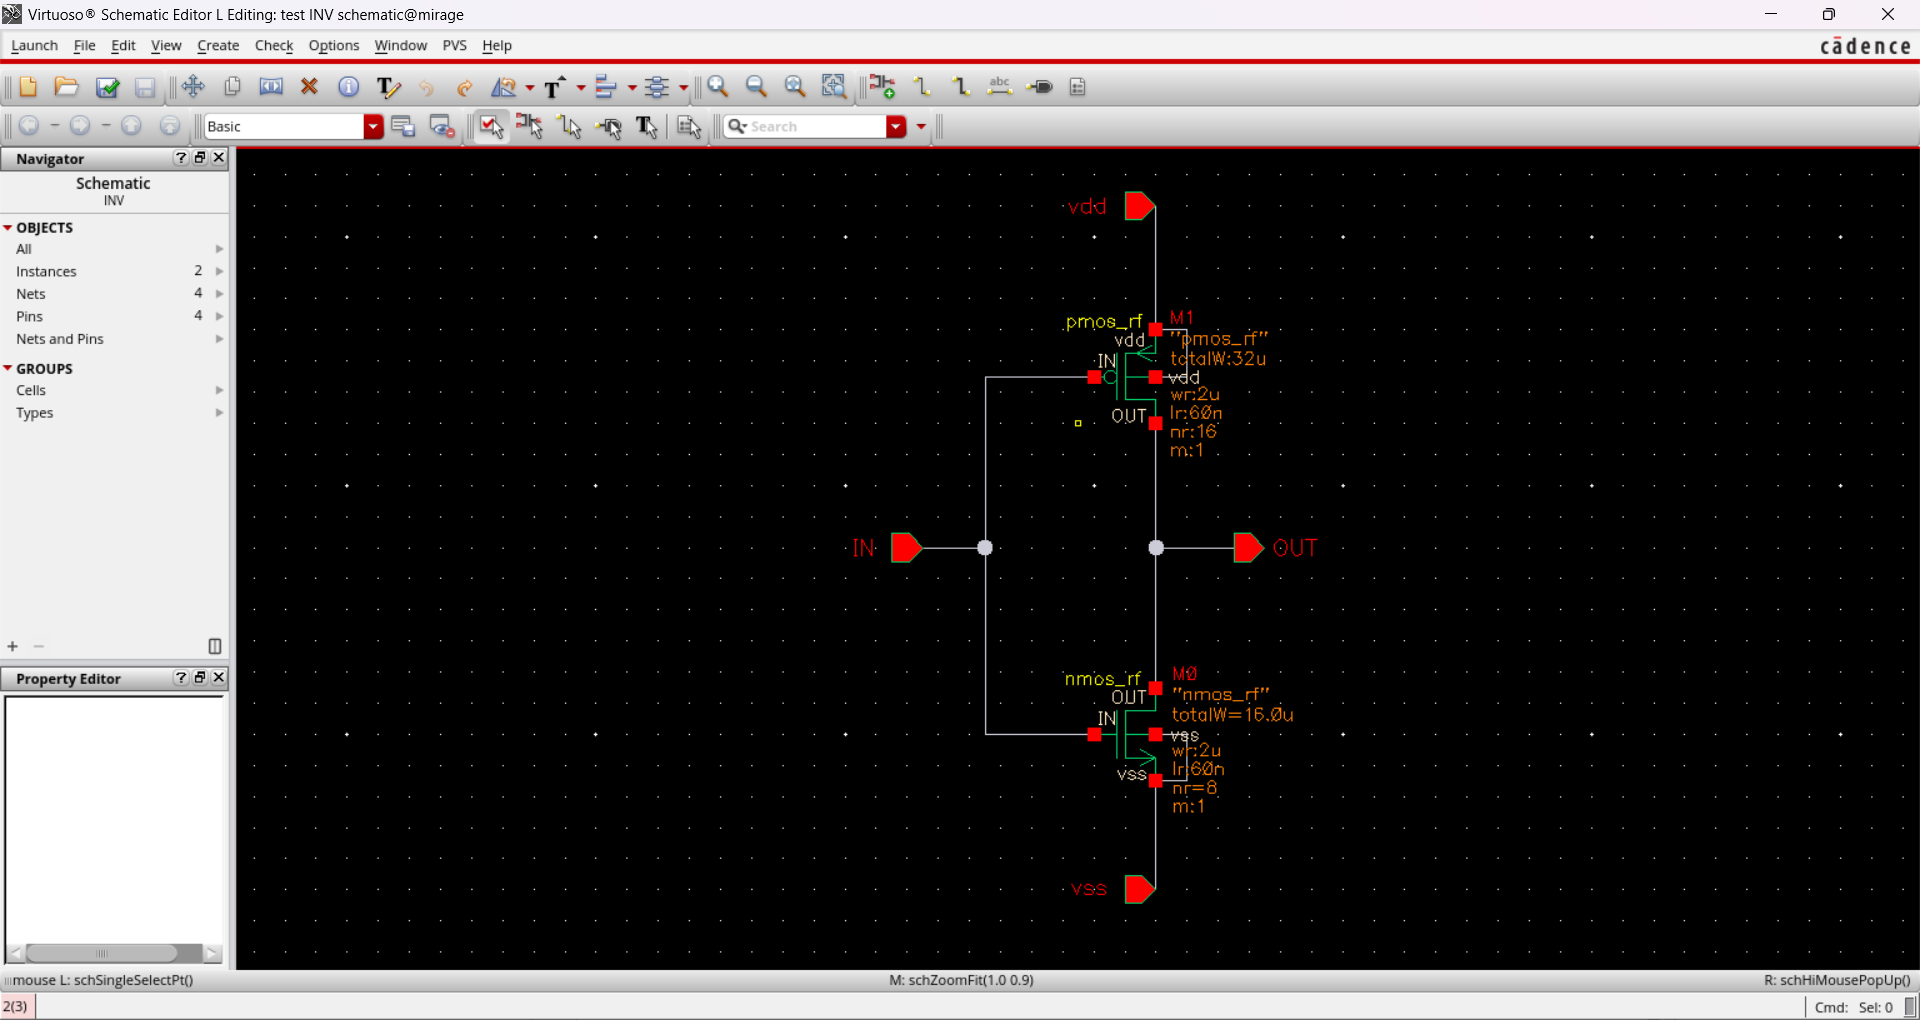 Virtuoso® Schematic Editor L Editing: test INV schematic@mirage
Launch File Edit View Create Check Options Window PVS Help
cādence
abc
Basic
Search
Navigator
Schematic
INV
OBJECTS
All
Instances 2
Nets 4
Pins 4
Nets and Pins
GROUPS
Cells
Types
Property Editor
vdd
pmos_rf
M1
vdd
"pmos_rf"
IN
totalW:32u
vdd
wr:2u
OUT
lr:60n
nr:16
m:1
IN
OUT
nmos_rf
M0
OUT
"nmos_rf"
IN
totalW=16.0u
vss
wr:2u
vss
lr:60n
nr=8
m:1
vss
mouse L: schSingleSelectPt()
M: schZoomFit(1.0 0.9)
R: schHiMousePopUp()
2(3)
Cmd: Sel: 0